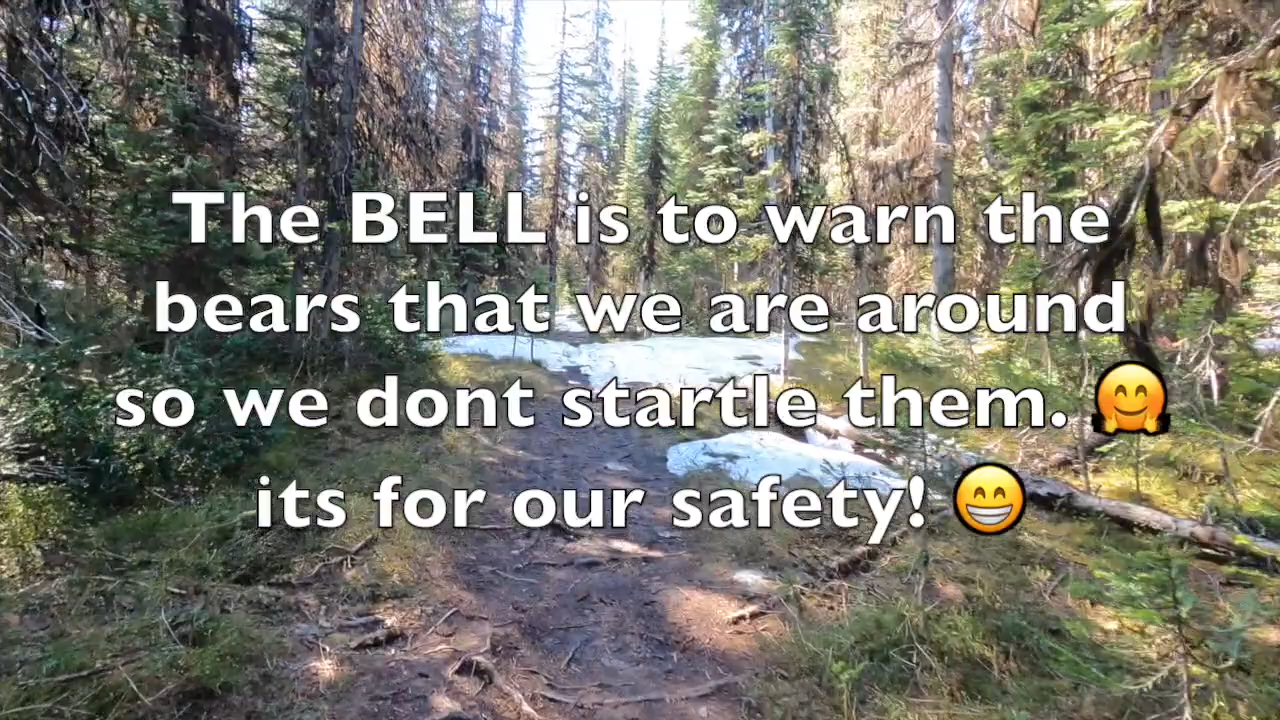 The BELL is to warn the
bears that we are around
so we dont startle them. 🤗
its for our safety! 😁